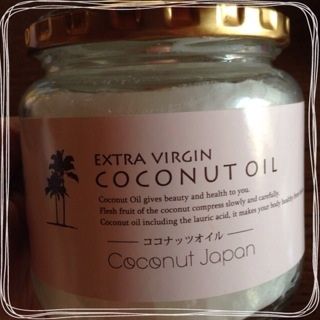 EXTRA VIRGIN
COCONUT OIL
Coconut Oil gives beauty and health to you.
Flesh fruit of the coconut compress slowly and carefully.
Coconut oil including the lauric acid, it makes your body healthy from
ココナッツオイル
Coconut Japan